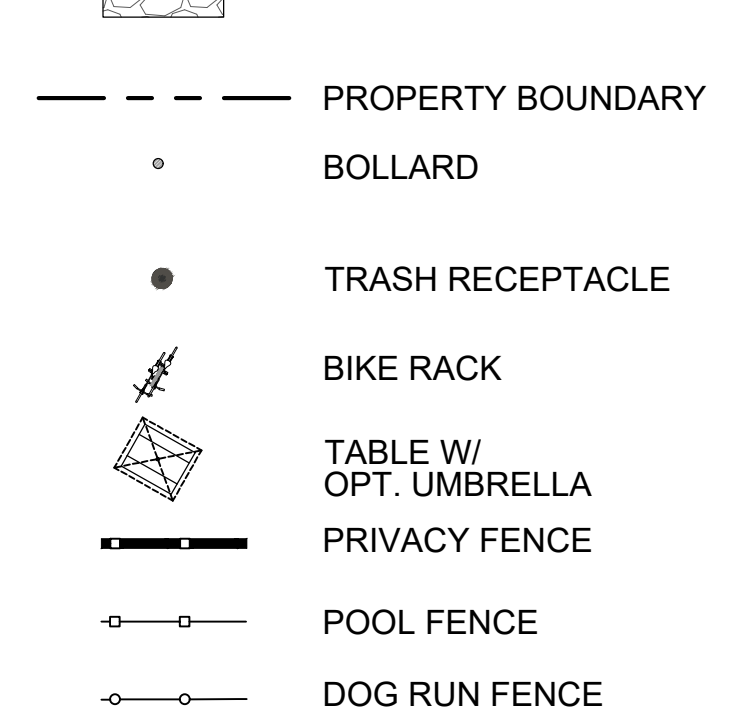 PROPERTY BOUNDARY
BOLLARD
TRASH RECEPTACLE
BIKE RACK
TABLE W/
OPT. UMBRELLA
PRIVACY FENCE
POOL FENCE
DOG RUN FENCE